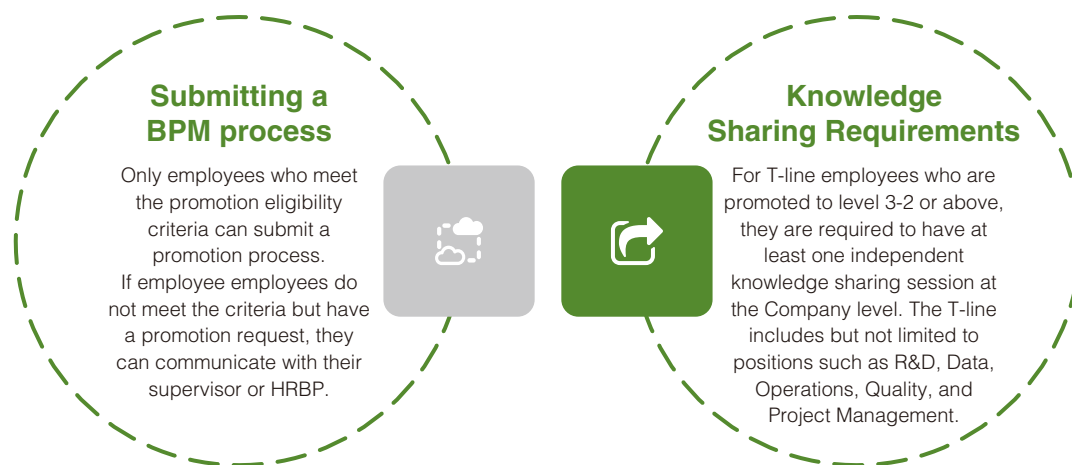 Submitting a
BPM process
Only employees who meet
the promotion eligibility
criteria can submit a
promotion process.
If employee employees do
not meet the criteria but have
a promotion request, they
can communicate with their
supervisor or HRBP.
Knowledge
Sharing Requirements
For T-line employees who are
promoted to level 3-2 or above,
they are required to have at
least one independent
knowledge sharing session at
the Company level. The T-line
includes but not limited to
positions such as R&D, Data,
Operations, Quality, and
Project Management.